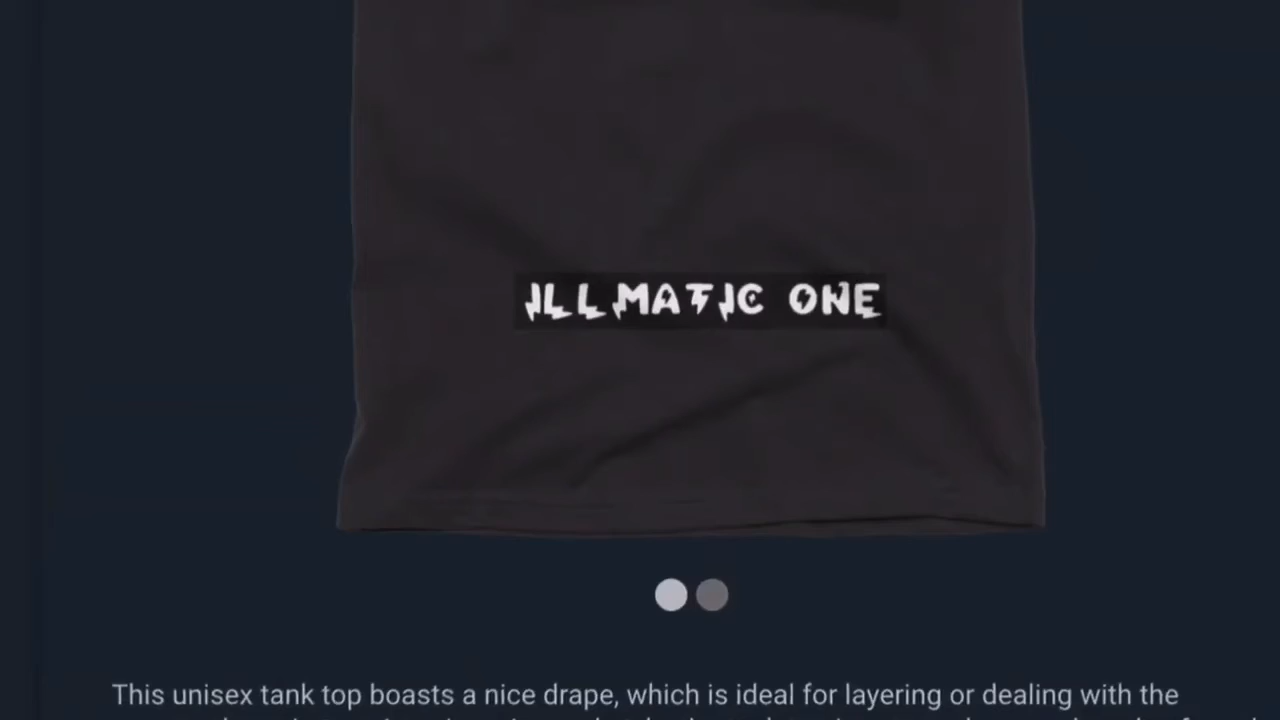 ILLMATIC ONE
This unisex tank top boasts a nice drape, which is ideal for layering or dealing with the